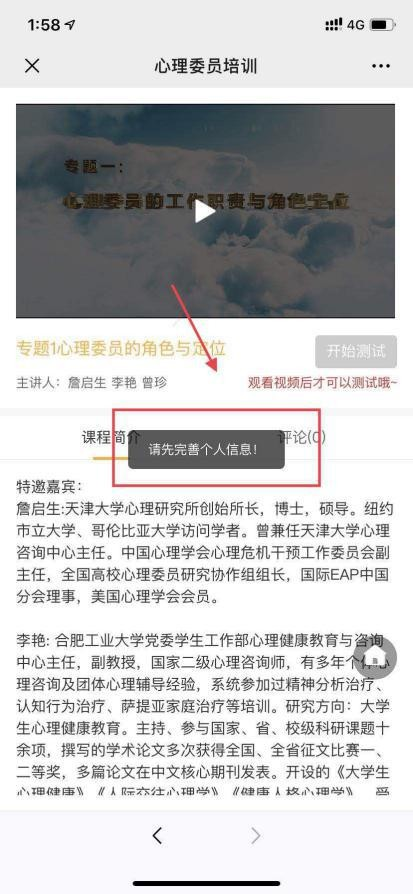 1:58
4G
心理委员培训
专题一：
心理委员的工作职责与角色定位
专题1心理委员的角色与定位
开始测试
主讲人：詹启生 李艳 曾珍
观看视频后才可以测试哦~
课程简介
评论(0)
请先完善个人信息！
特邀嘉宾：
詹启生:天津大学心理研究所创始所长，博士，硕导。纽约
市立大学、哥伦比亚大学访问学者。曾兼任天津大学心理
咨询中心主任。中国心理学会心理危机干预工作委员会副
主任，全国高校心理委员研究协作组组长，国际EAP中国
分会理事，美国心理学会会员。
李艳: 合肥工业大学党委学生工作部心理健康教育与咨询
中心主任，副教授，国家二级心理咨询师，有多年个体心
理咨询及团体心理辅导经验，系统参加过精神分析治疗、
认知行为治疗、萨提亚家庭治疗等培训。研究方向：大学
生心理健康教育。主持、参与国家、省、校级科研课题十
余项，撰写的学术论文多次获得全国、全省征文比赛一、
二等奖，多篇论文在中文核心期刊发表。开设的《大学生
心理健康》《人际交往心理学》《健康人格心理学》，受